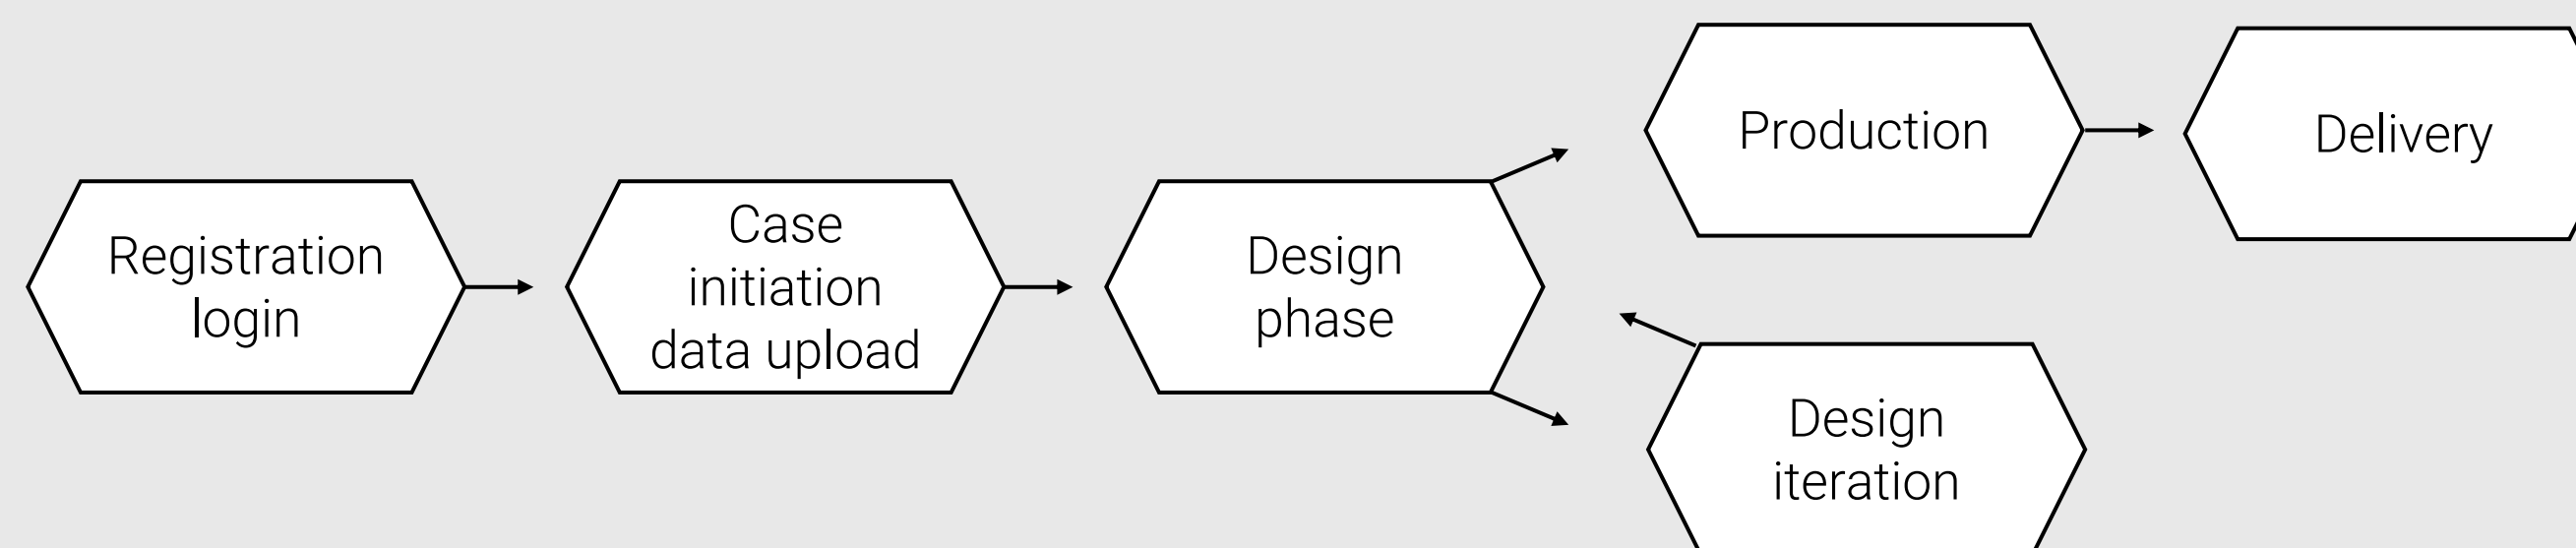 Registration
login
Case
initiation
data upload
Design
phase
Production
Delivery
Design
iteration